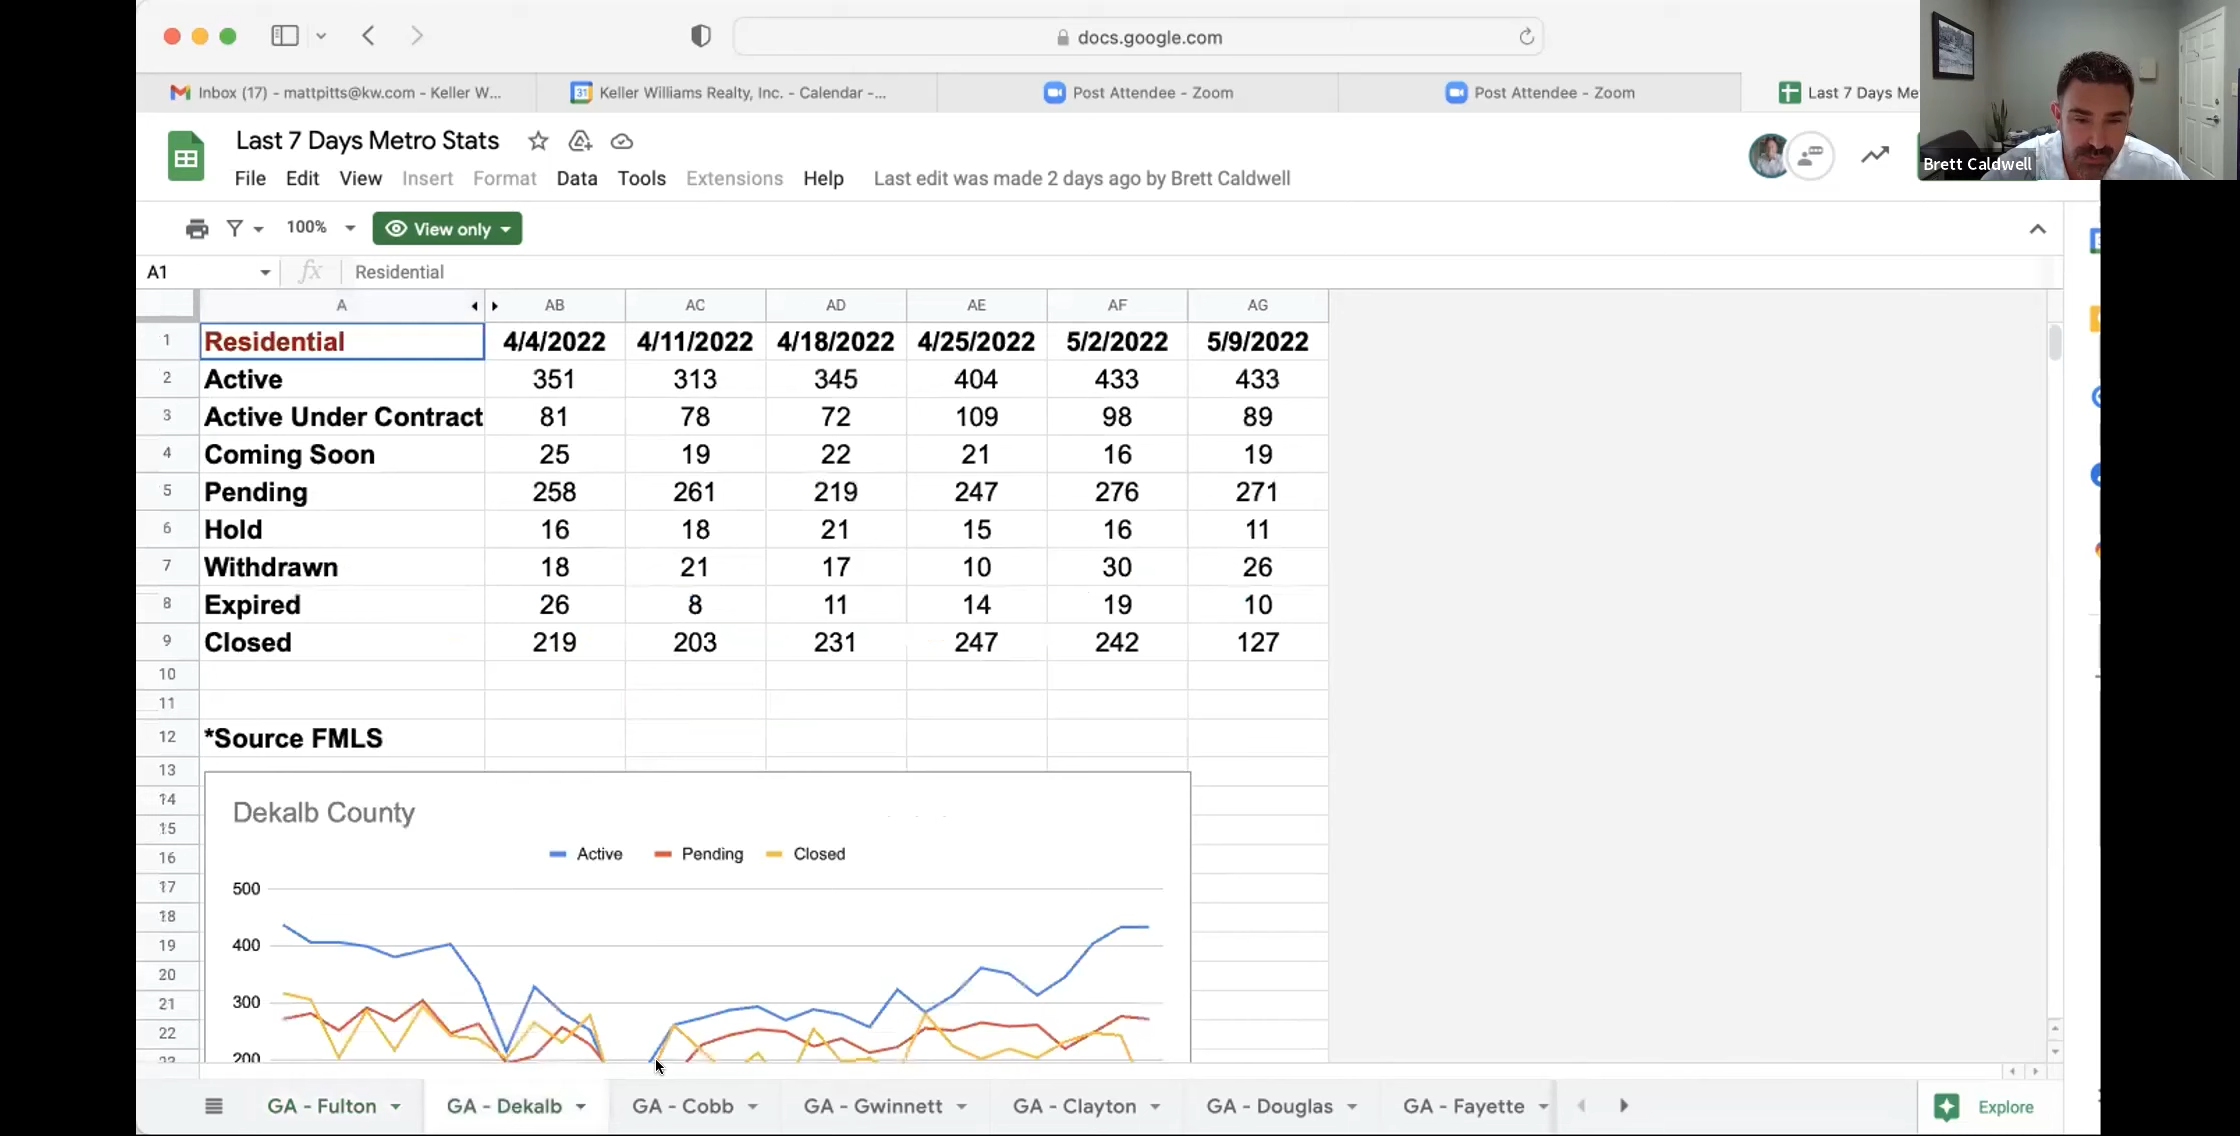 docs.google.com
Inbox (17) - mattpitts@kw.com - Keller W...
31
Keller Williams Realty, Inc. - Calendar -...
Post Attendee - Zoom
Post Attendee - Zoom
Last 7 Days Me
Last 7 Days Metro Stats
Brett Caldwell
File Edit View Insert Format Data Tools Extensions Help Last edit was made 2 days ago by Brett Caldwell
100% View only
A1 fx Residential
A AB AC AD AE AF AG
1 Residential 4/4/2022 4/11/2022 4/18/2022 4/25/2022 5/2/2022 5/9/2022
2 Active 351 313 345 404 433 433
3 Active Under Contract 81 78 72 109 98 89
4 Coming Soon 25 19 22 21 16 19
5 Pending 258 261 219 247 276 271
6 Hold 16 18 21 15 16 11
7 Withdrawn 18 21 17 10 30 26
8 Expired 26 8 11 14 19 10
9 Closed 219 203 231 247 242 127
10
11
12 *Source FMLS
13
14 Dekalb County
15
16 Active Pending Closed
17 500
18
19 400
20
21 300
22
23 200
GA - Fulton GA - Dekalb GA - Cobb GA - Gwinnett GA - Clayton GA - Douglas GA - Fayette Explore